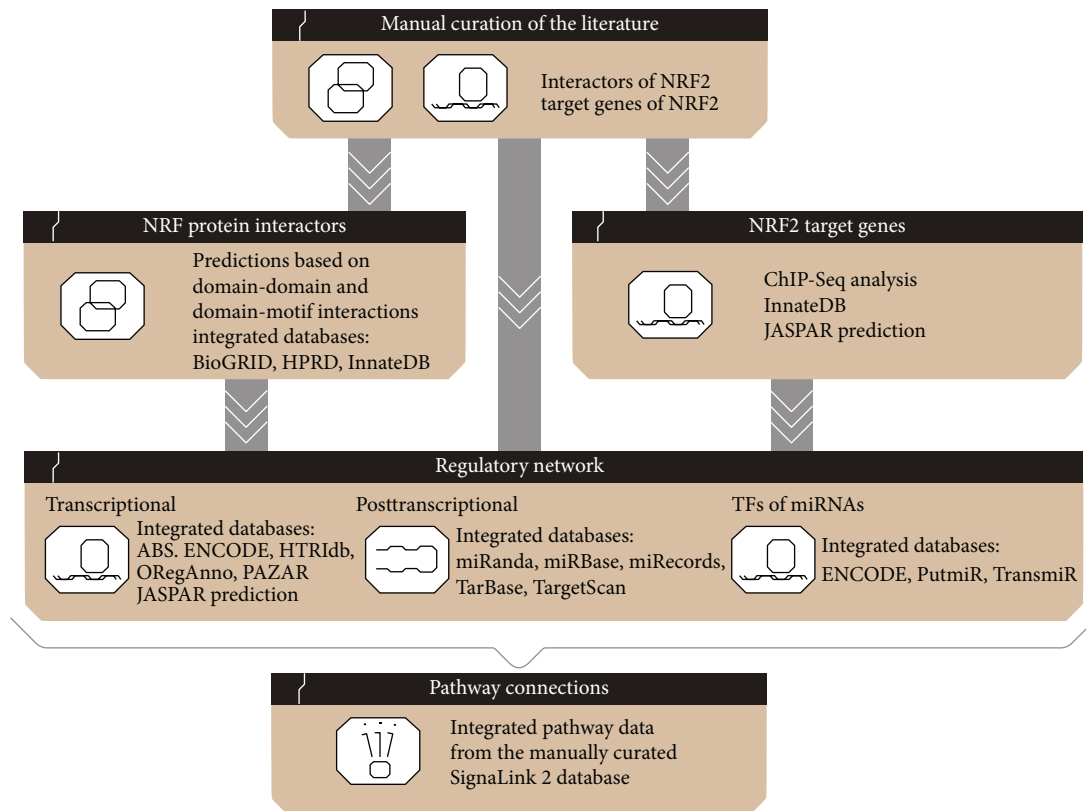 Manual curation of the literature
Interactors of NRF2
target genes of NRF2
NRF protein interactors
Predictions based on
domain-domain and
domain-motif interactions
integrated databases:
BioGRID, HPRD, InnateDB
NRF2 target genes
ChIP-Seq analysis
InnateDB
JASPAR prediction
Regulatory network
Transcriptional
Integrated databases:
ABS. ENCODE, HTRIdb,
ORegAnno, PAZAR
JASPAR prediction
Posttranscriptional
Integrated databases:
miRanda, miRBase, miRecords,
TarBase, TargetScan
TFs of miRNAs
Integrated databases:
ENCODE, PutmiR, TransmiR
Pathway connections
Integrated pathway data
from the manually curated
SignaLink 2 database